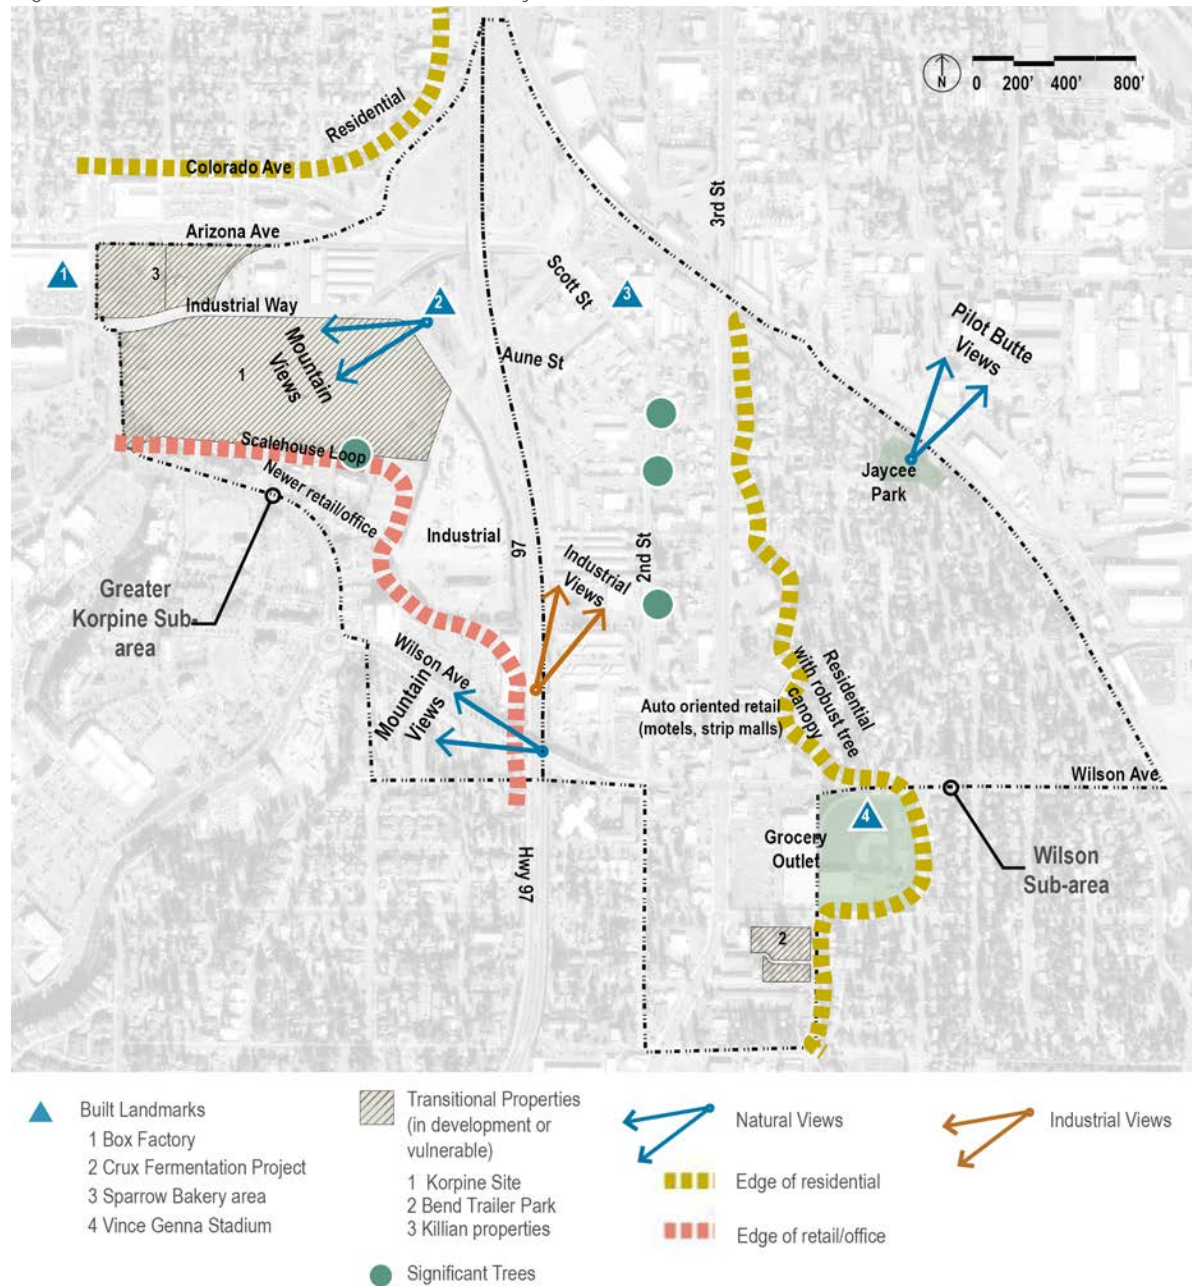 N
0 200' 400' 800'
Residential
Colorado Ave
3rd St
Arizona Ave
1
3
Scott St
3
Industrial Way
2
Mountain
Views
Pilot Butte
Views
Aune St
1
Scalehouse Loop
Newer retail/office
Jaycee
Park
Industrial
97
2nd St
Industrial
Views
Greater
Korpine Sub-
area
Wilson Ave
Mountain
Views
Residential
with robust tree
canopy
Auto oriented retail
(motels, strip malls)
Wilson Ave
4
Grocery
Outlet
Wilson
Sub-area
Hwy 97
2
Built Landmarks
1 Box Factory
2 Crux Fermentation Project
3 Sparrow Bakery area
4 Vince Genna Stadium
Transitional Properties
(in development or
vulnerable)
1 Korpine Site
2 Bend Trailer Park
3 Killian properties
Significant Trees
Natural Views
Edge of residential
Edge of retail/office
Industrial Views